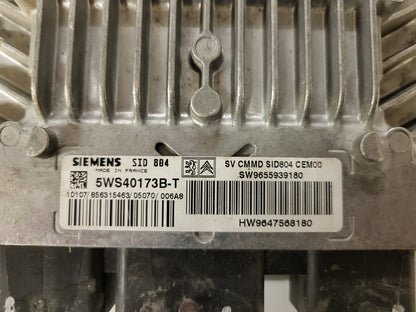 SIEMENS SID 804
MADE IN FRANCE
5WS40173B-T
10107/856315463/05070/006A8
SV CMMD SID804 CEM00
SW9655939180
HW9647568180